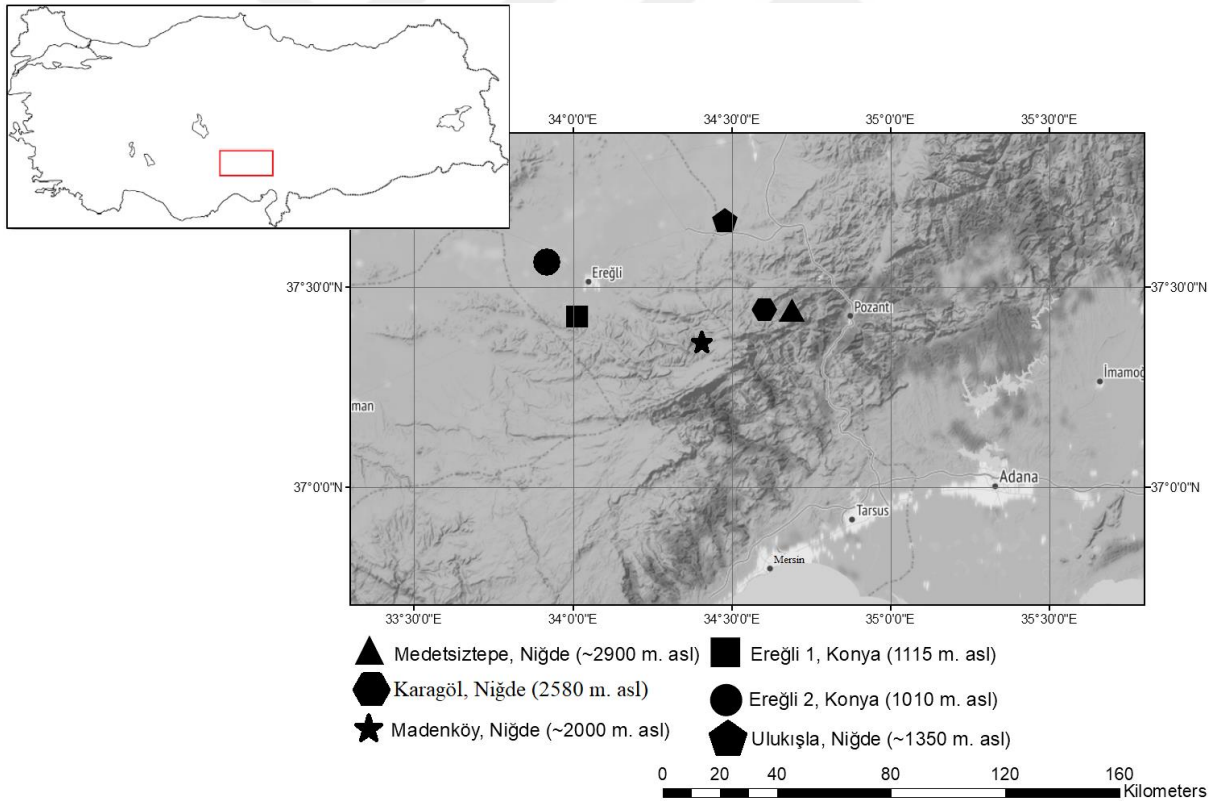 34°0'0"E 34°30'0"E 35°0'0"E 35°30'0"E
Ereğli
37°30'0"N 37°30'0"N
Pozantı
İmamoğ
man
Adana
37°0'0"N 37°0'0"N
Tarsus
Mersin
33°30'0"E 34°0'0"E 34°30'0"E 35°0'0"E 35°30'0"E
Medetsiztepe, Niğde (~2900 m. asl) Ereğli 1, Konya (1115 m. asl)
Karagöl, Niğde (2580 m. asl) Ereğli 2, Konya (1010 m. asl)
Madenköy, Niğde (~2000 m. asl) Ulukışla, Niğde (~1350 m. asl)
0 20 40 80 120 160
Kilometers